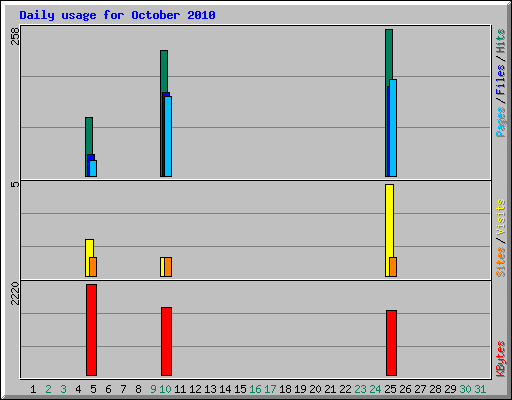 Daily usage for October 2010
258
5
2220
Pages/Files/Hits
Sites/Visits
KBytes
1 2 3 4 5 6 7 8 9 10 11 12 13 14 15 16 17 18 19 20 21 22 23 24 25 26 27 28 29 30 31